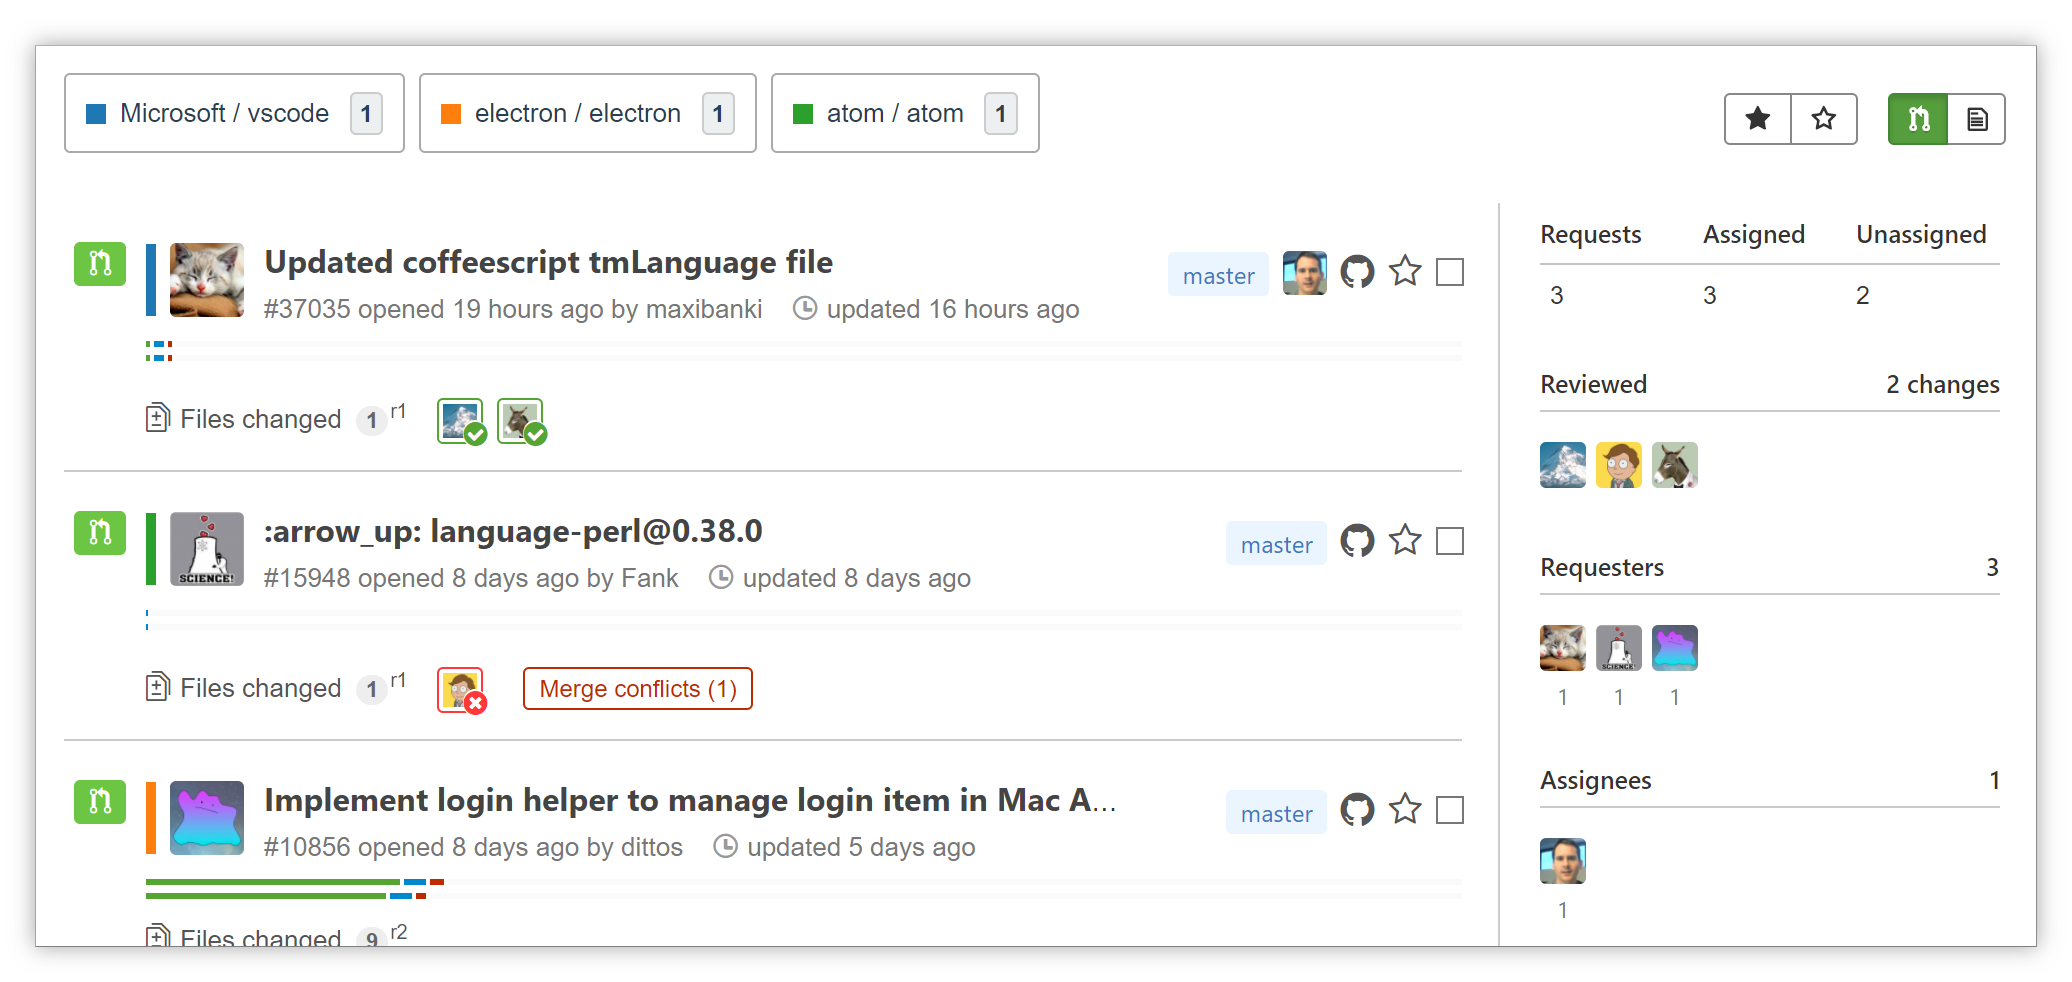 Microsoft / vscode 1
electron / electron 1
atom / atom 1
Updated coffeescript tmLanguage file
master
#37035 opened 19 hours ago by maxibanki updated 16 hours ago
Files changed 1 r1
:arrow_up: language-perl@0.38.0
master
#15948 opened 8 days ago by Fank updated 8 days ago
SCIENCE!
Files changed 1 r1
Merge conflicts (1)
Implement login helper to manage login item in Mac A...
master
#10856 opened 8 days ago by dittos updated 5 days ago
Files changed 9 r2
Requests Assigned Unassigned
3 3 2
Reviewed 2 changes
Requesters 3
SCIENCE!
1 1 1
Assignees 1
1